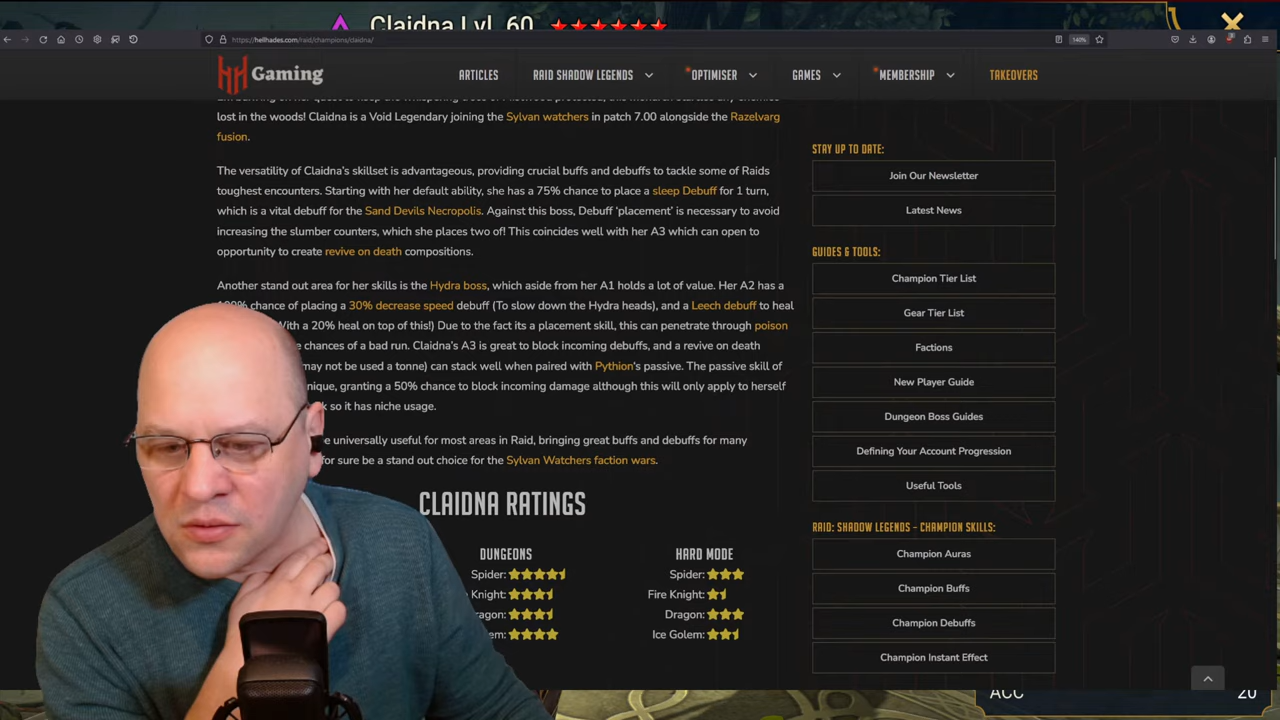 Claidna Lvl 60
https://hellhades.com/raid/champions/claidna/
140%
Gaming
ARTICLES
RAID SHADOW LEGENDS
OPTIMISER
GAMES
MEMBERSHIP
TAKEOVERS
lost in the woods! Claidna is a Void Legendary joining the Sylvan watchers in patch 7.00 alongside the Razelvarg
fusion.
The versatility of Claidna's skillset is advantageous, providing crucial buffs and debuffs to tackle some of Raids
toughest encounters. Starting with her default ability, she has a 75% chance to place a sleep Debuff for 1 turn,
which is a vital debuff for the Sand Devils Necropolis. Against this boss, Debuff 'placement' is necessary to avoid
increasing the slumber counters, which she places two of! This coincides well with her A3 which can open to
opportunity to create revive on death compositions.
Another stand out area for her skills is the Hydra boss, which aside from her A1 holds a lot of value. Her A2 has a
chance of placing a 30% decrease speed debuff (To slow down the Hydra heads), and a Leech debuff to heal
With a 20% heal on top of this!) Due to the fact its a placement skill, this can penetrate through poison
chances of a bad run. Claidna's A3 is great to block incoming debuffs, and a revive on death
may not be used a tonne) can stack well when paired with Pythion's passive. The passive skill of
nique, granting a 50% chance to block incoming damage although this will only apply to herself
k so it has niche usage.
e universally useful for most areas in Raid, bringing great buffs and debuffs for many
for sure be a stand out choice for the Sylvan Watchers faction wars.
CLAIDNA RATINGS
DUNGEONS
Spider:
Knight:
ragon:
em:
HARD MODE
Spider:
Fire Knight:
Dragon:
Ice Golem:
STAY UP TO DATE:
Join Our Newsletter
Latest News
GUIDES & TOOLS:
Champion Tier List
Gear Tier List
Factions
New Player Guide
Dungeon Boss Guides
Defining Your Account Progression
Useful Tools
RAID: SHADOW LEGENDS - CHAMPION SKILLS:
Champion Auras
Champion Buffs
Champion Debuffs
Champion Instant Effect
ACC 20